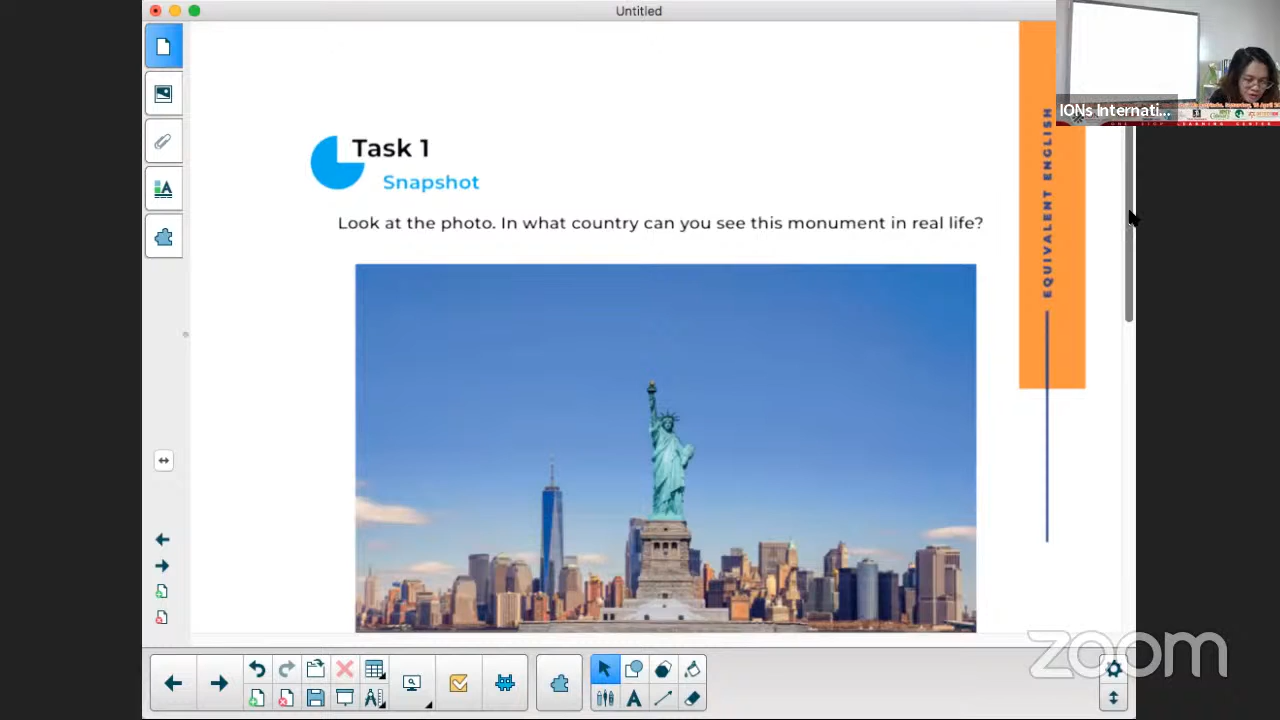 Untitled
IONs Internati...
Task 1
Snapshot
Look at the photo. In what country can you see this monument in real life?
EQUIVALENT ENGLISH
zoom